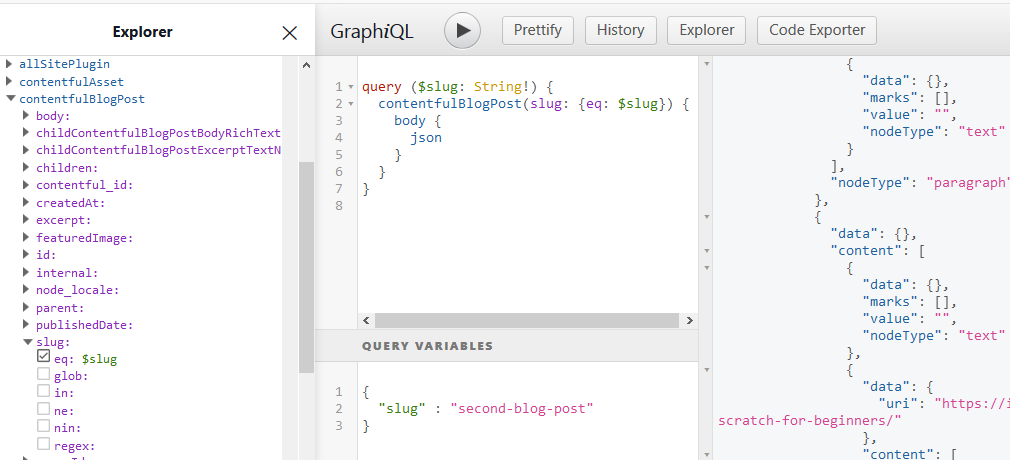 Explorer
allSitePlugin
contentfulAsset
contentfulBlogPost
body:
childContentfulBlogPostBodyRichText
childContentfulBlogPostExcerptTextN
children:
contentful_id:
createdAt:
excerpt:
featuredImage:
id:
internal:
node_locale:
parent:
publishedDate:
slug:
eq: $slug
glob:
in:
ne:
nin:
regex:
GraphiQL
Prettify
History
Explorer
Code Exporter
1 query ($slug: String!) {
2 contentfulBlogPost(slug: {eq: $slug}) {
3 body {
4 json
5 }
6 }
7 }
8
QUERY VARIABLES
1 {
2 "slug" : "second-blog-post"
3 }
{
"data": {},
"marks": [],
"value": "",
"nodeType": "text"
}
],
"nodeType": "paragraph"
},
{
"data": {},
"content": [
{
"data": {},
"marks": [],
"value": "",
"nodeType": "text"
},
{
"data": {
"uri": "https://i
scratch-for-beginners/"
},
"content": [